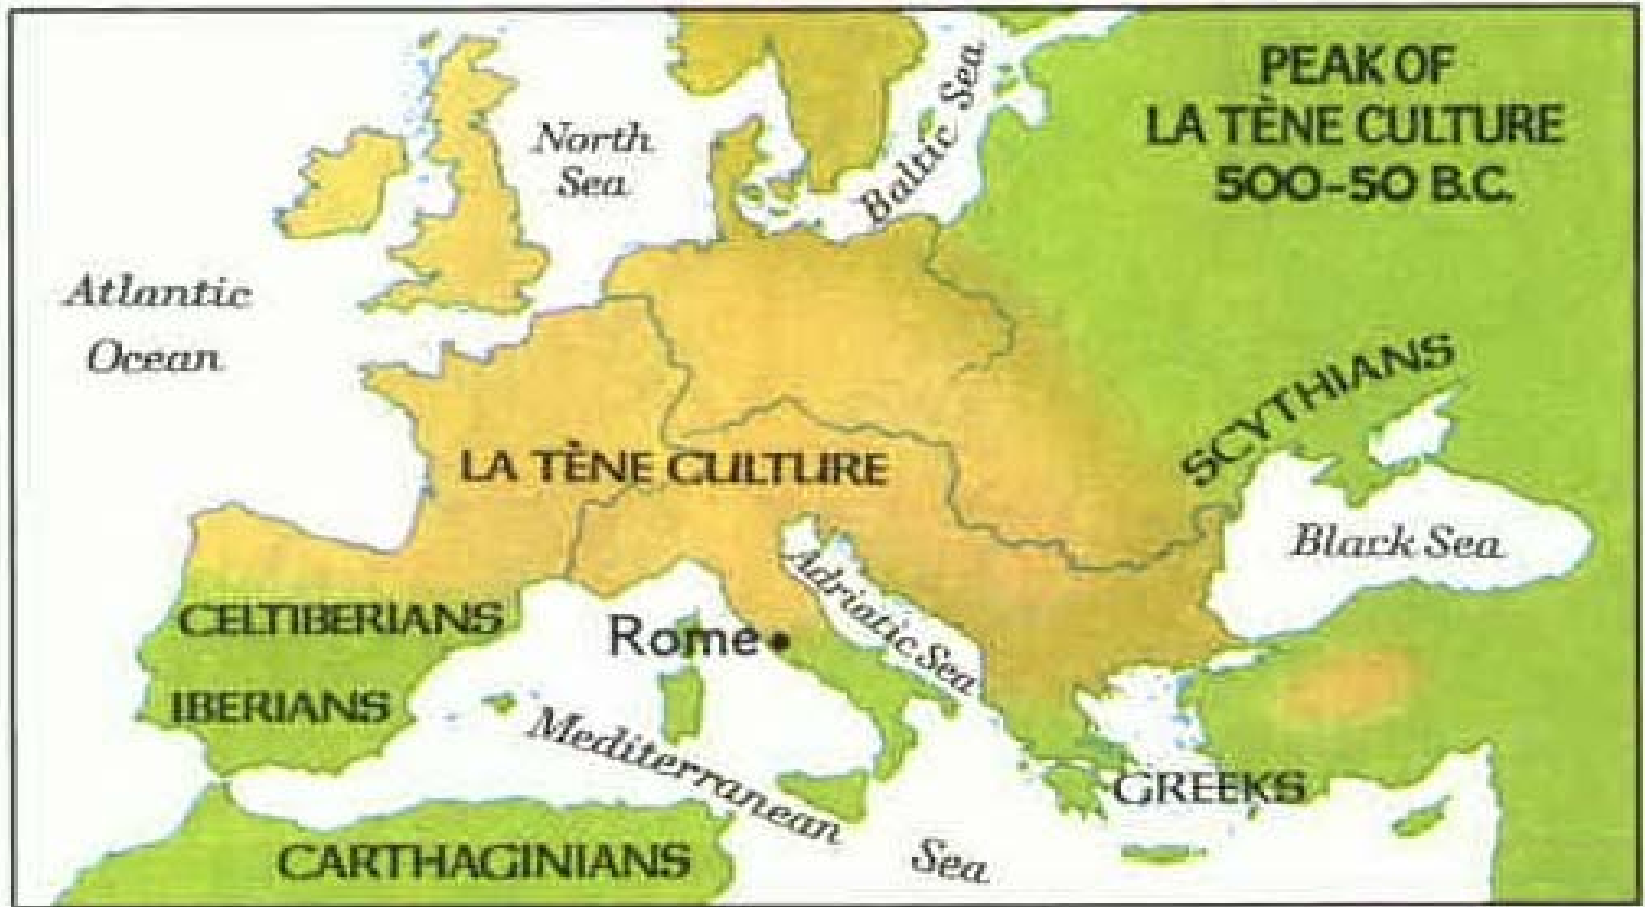 PEAK OF
LA TÈNE CULTURE
500-50 B.C.
North
Sea
Baltic Sea
Atlantic
Ocean
SCYTHIANS
LA TÈNE CULTURE
Black Sea
Adriatic Sea
CELTIBERIANS
Rome
IBERIANS
Mediterranean
Sea
GREEKS
CARTHAGINIANS